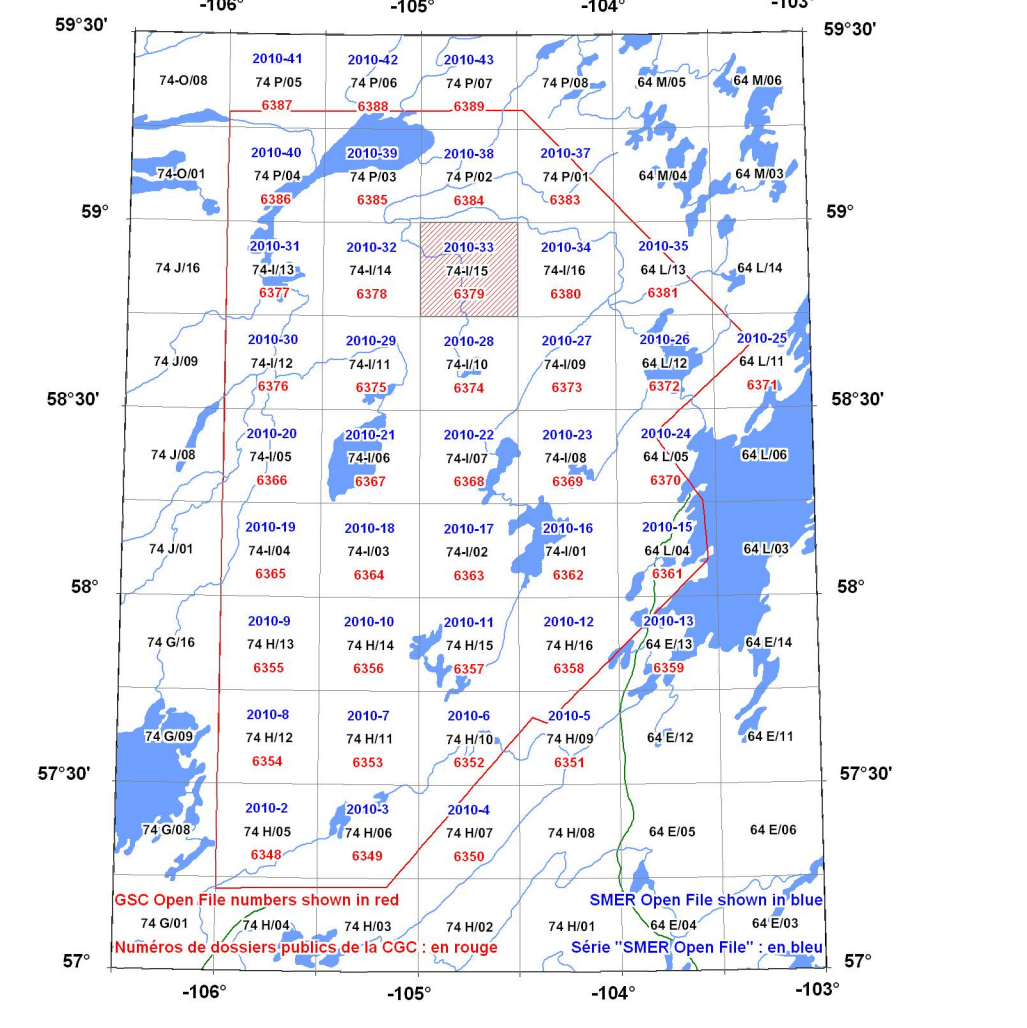 -106° -105° -104° -103°
59°30' 59°30'
2010-41 2010-42 2010-43
74-O/08 74 P/05 74 P/06 74 P/07 74 P/08 64 M/05 64 M/06
6387 6388 6389
2010-40 2010-39 2010-38 2010-37
74-O/01 74 P/04 74 P/03 74 P/02 74 P/01 64 M/04 64 M/03
6386 6385 6384 6383
59° 59°
2010-31 2010-32 2010-33 2010-34 2010-35
74 J/16 74-I/13 74-I/14 74-I/15 74-I/16 64 L/13 64 L/14
6377 6378 6379 6380 6381
2010-30 2010-29 2010-28 2010-27 2010-26 2010-25
74 J/09 74-I/12 74-I/11 74-I/10 74-I/09 64 L/12 64 L/11
6376 6375 6374 6373 6372 6371
58°30' 58°30'
2010-20 2010-21 2010-22 2010-23 2010-24
74 J/08 74-I/05 74-I/06 74-I/07 74-I/08 64 L/05 64 L/06
6366 6367 6368 6369 6370
2010-19 2010-18 2010-17 2010-16 2010-15
74 J/01 74-I/04 74-I/03 74-I/02 74-I/01 64 L/04 64 L/03
6365 6364 6363 6362 6361
58° 58°
2010-9 2010-10 2010-11 2010-12 2010-13
74 G/16 74 H/13 74 H/14 74 H/15 74 H/16 64 E/13 64 E/14
6355 6356 6357 6358 6359
2010-8 2010-7 2010-6 2010-5
74 G/09 74 H/12 74 H/11 74 H/10 74 H/09 64 E/12 64 E/11
6354 6353 6352 6351
57°30' 57°30'
2010-2 2010-3 2010-4
74 G/08 74 H/05 74 H/06 74 H/07 74 H/08 64 E/05 64 E/06
6348 6349 6350
GSC Open File numbers shown in red SMER Open File shown in blue
74 G/01 74 H/04 74 H/03 74 H/02 74 H/01 64 E/04 64 E/03
Numéros de dossiers publics de la CGC : en rouge Série "SMER Open File" : en bleu
57° 57°
-106° -105° -104° -103°